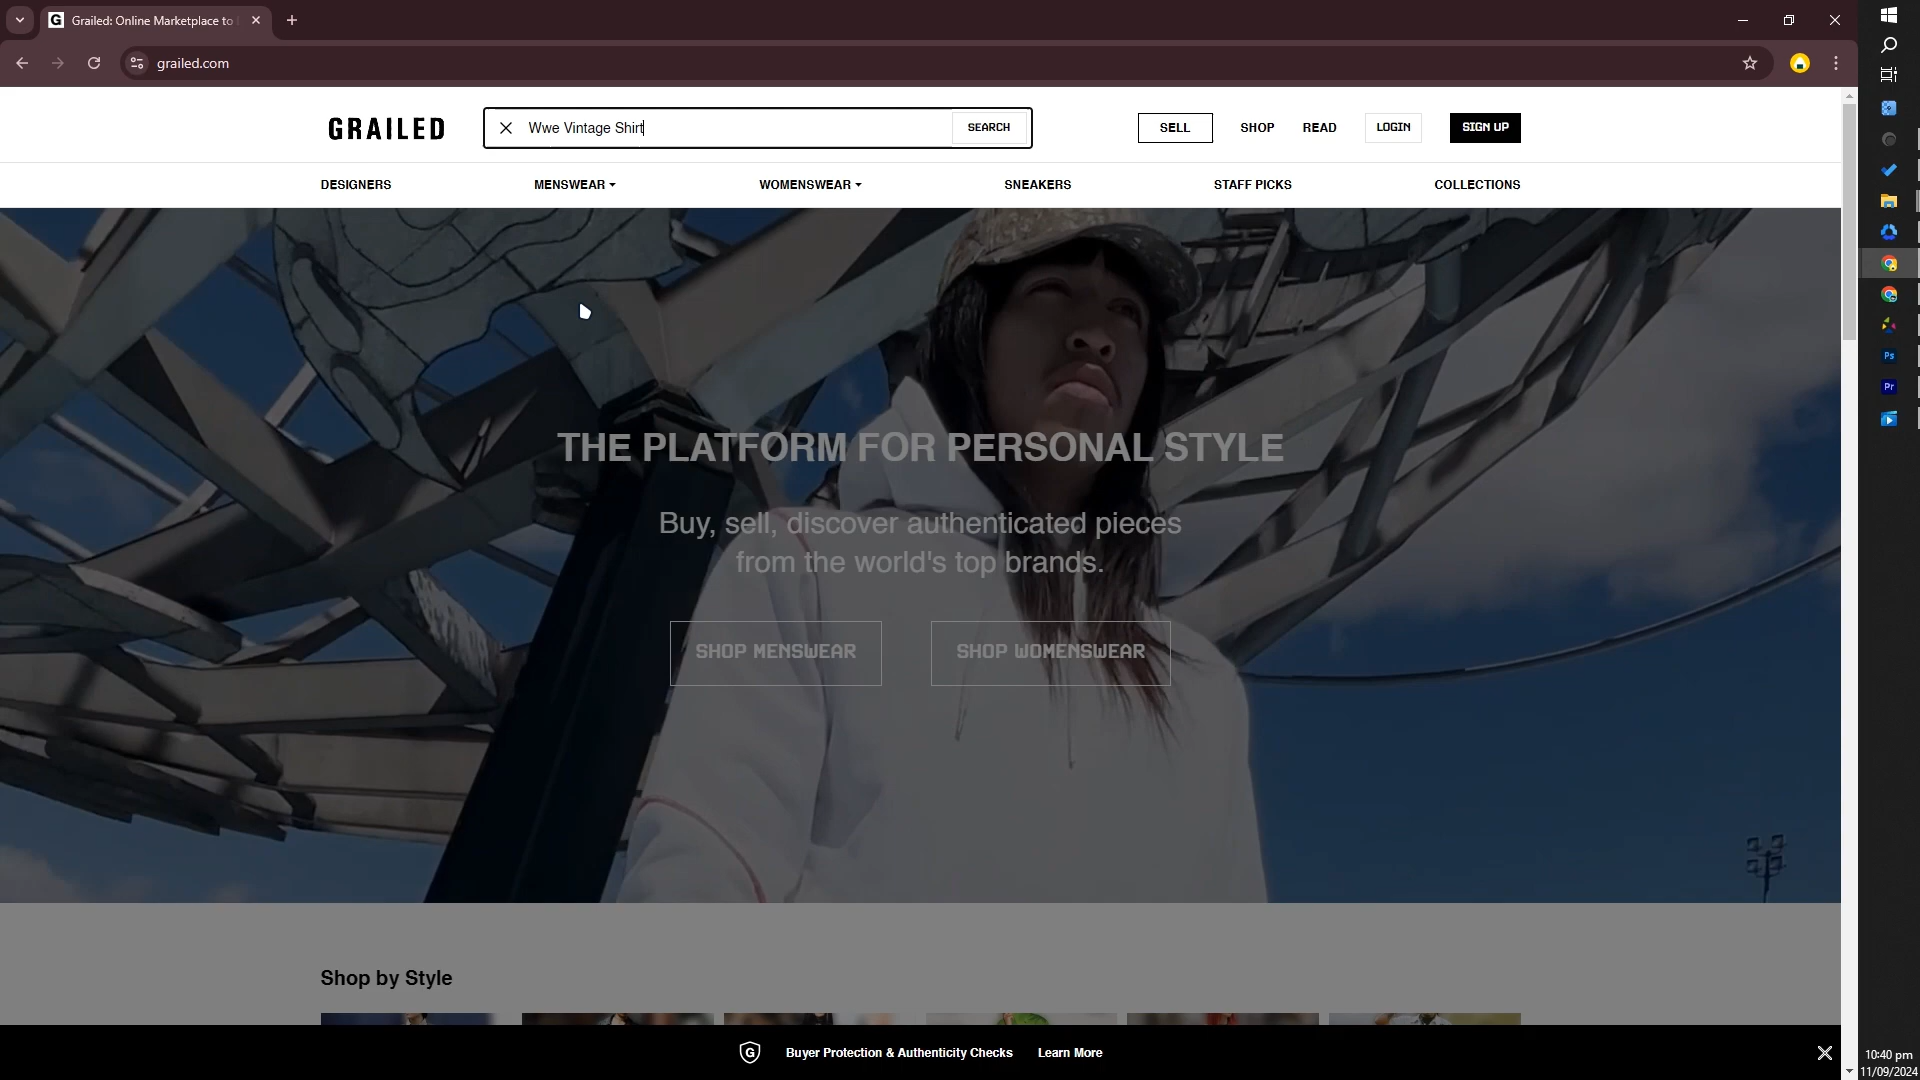 Grailed: Online Marketplace to
grailed.com
GRAILED
Wwe Vintage Shirt
SEARCH
SELL
SHOP
READ
LOGIN
SIGN UP
DESIGNERS
MENSWEAR
WOMENSWEAR
SNEAKERS
STAFF PICKS
COLLECTIONS
THE PLATFORM FOR PERSONAL STYLE
Buy, sell, discover authenticated pieces
from the world's top brands.
SHOP MENSWEAR
SHOP WOMENSWEAR
Shop by Style
G
Buyer Protection & Authenticity Checks
Learn More
Ps
Pr
10:40 pm
11/09/2024